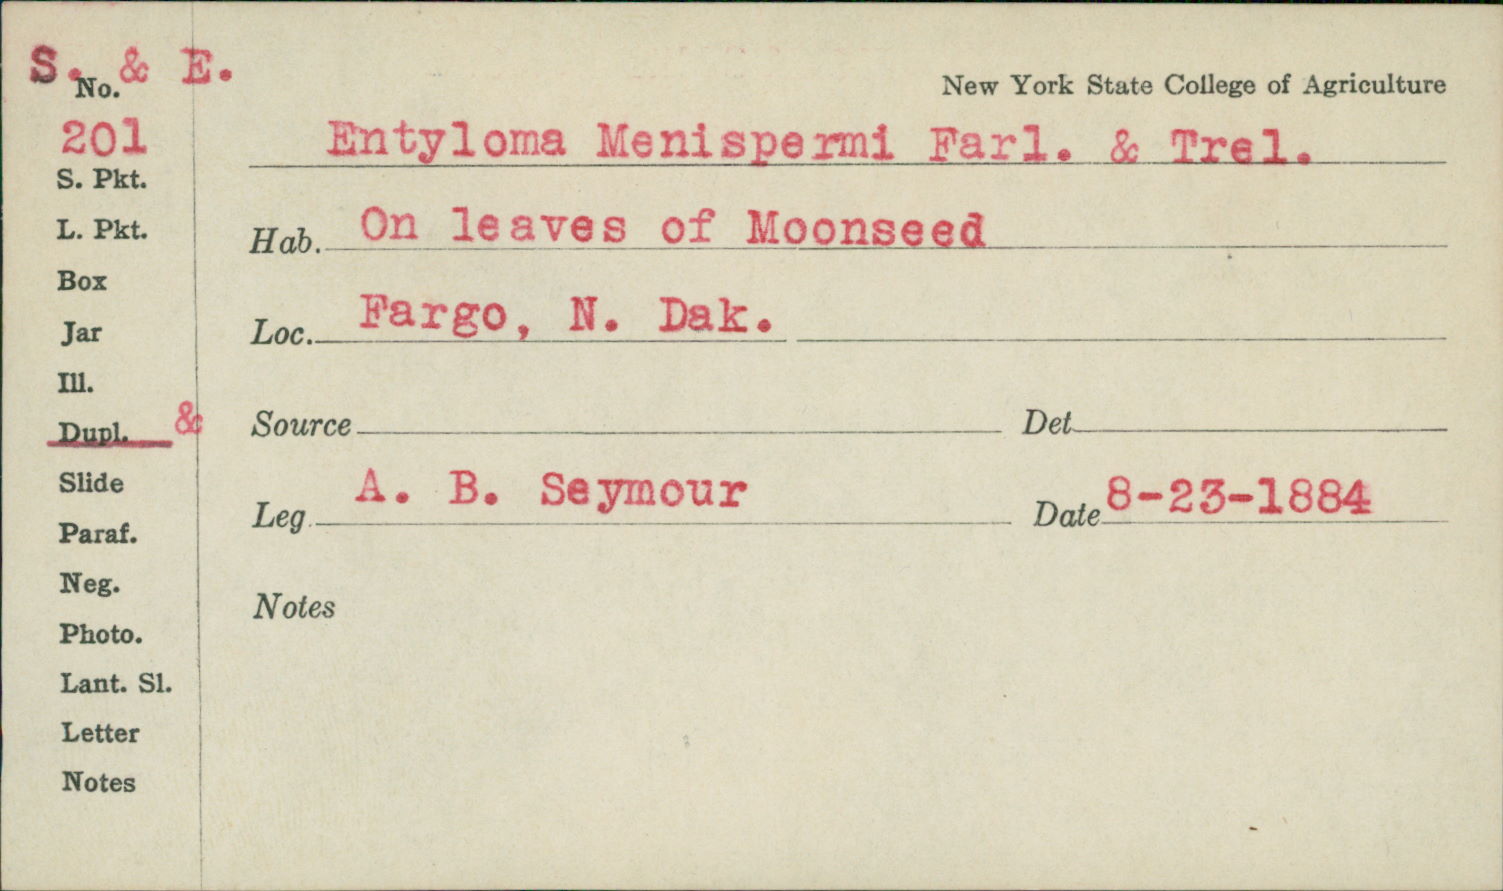 S. & E.
No.
New York State College of Agriculture
201
Entyloma Menispermi Farl. & Trel.
S. Pkt.
L. Pkt.
Hab. On leaves of Moonseed
Box
Jar
Loc. Fargo, N. Dak.
Ill.
Dupl. &
Source
Det
Slide
Leg. A. B. Seymour
Date 8-23-1884
Paraf.
Neg.
Notes
Photo.
Lant. Sl.
Letter
Notes